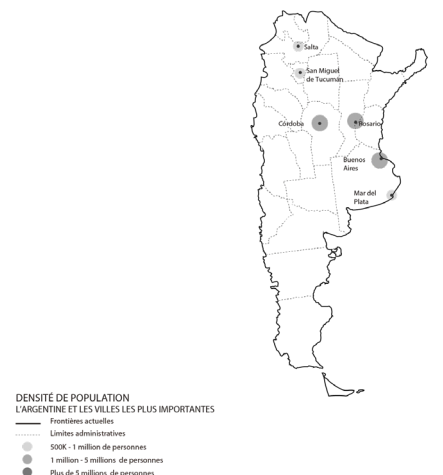 Salta
San Miguel
de Tucumán
Córdoba
Rosario
Buenos
Aires
Mar del
Plata
DENSITÉ DE POPULATION
L'ARGENTINE ET LES VILLES LES PLUS IMPORTANTES
Frontières actuelles
Limites administratives
500K - 1 million de personnes
1 million - 5 millions de personnes
Plus de 5 millions de personnes